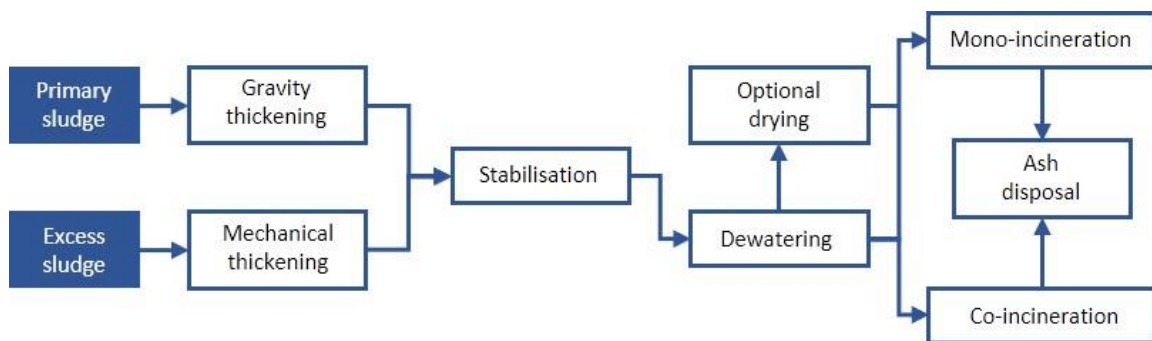 Primary
sludge
Gravity
thickening
Excess
sludge
Mechanical
thickening
Stabilisation
Optional
drying
Dewatering
Mono-incineration
Ash
disposal
Co-incineration